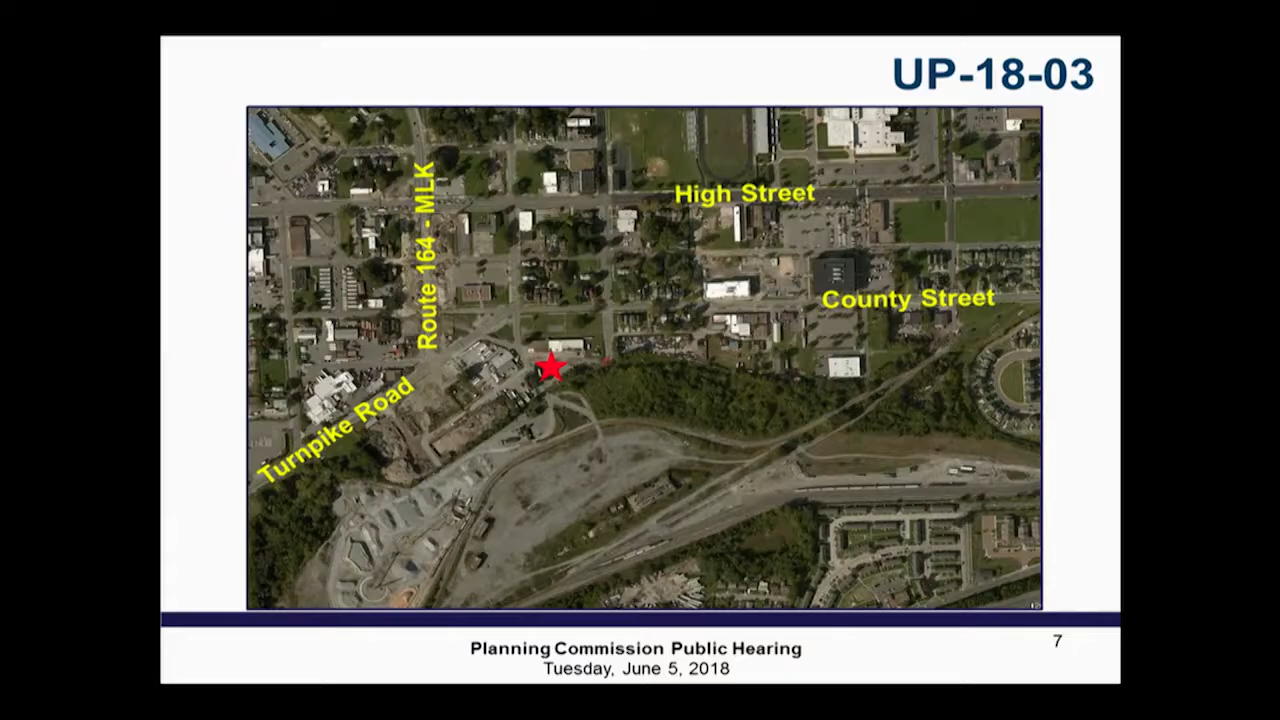 UP-18-03
High Street
Route 164 - MLK
County Street
Turnpike Road
Planning Commission Public Hearing
Tuesday, June 5, 2018
7